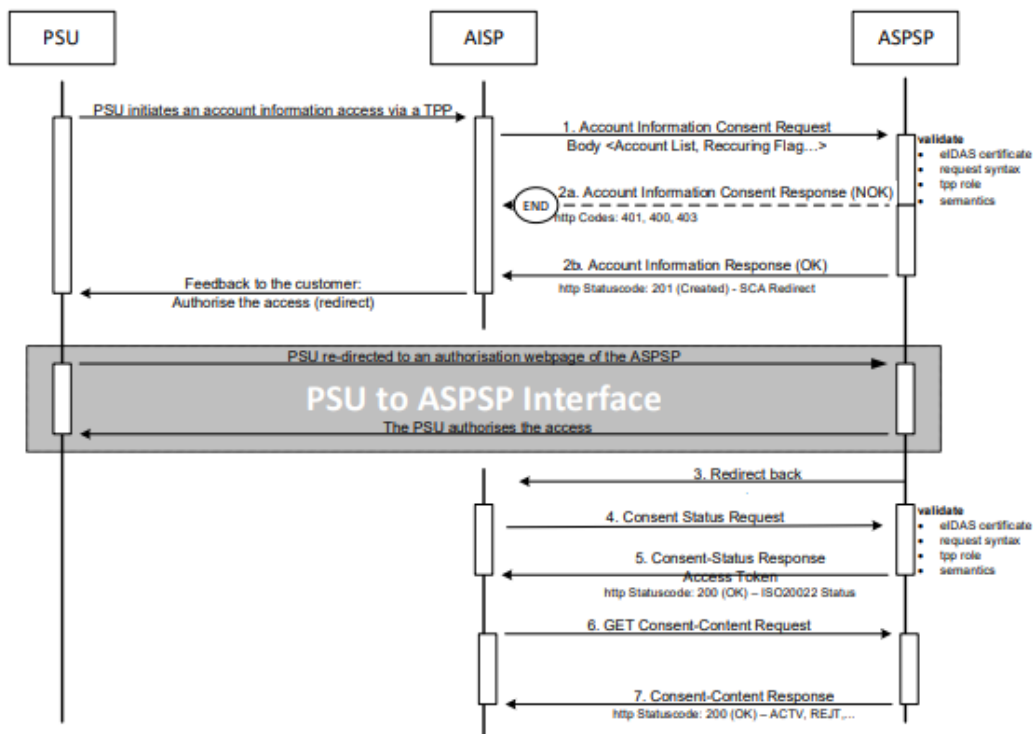 PSU
AISP
ASPSP
PSU initiates an account information access via a TPP
1. Account Information Consent Request
Body <Account List, Reccuring Flag...>
validate
• eIDAS certificate
• request syntax
• tpp role
• semantics
2a. Account Information Consent Response (NOK)
END
http Codes: 401, 400, 403
2b. Account Information Response (OK)
http Statuscode: 201 (Created) - SCA Redirect
Feedback to the customer:
Authorise the access (redirect)
PSU re-directed to an authorisation webpage of the ASPSP
PSU to ASPSP Interface
The PSU authorises the access
3. Redirect back
4. Consent Status Request
validate
• eIDAS certificate
• request syntax
• tpp role
• semantics
5. Consent-Status Response
Access Token
http Statuscode: 200 (OK) – ISO20022 Status
6. GET Consent-Content Request
7. Consent-Content Response
http Statuscode: 200 (OK) – ACTV, REJT,...